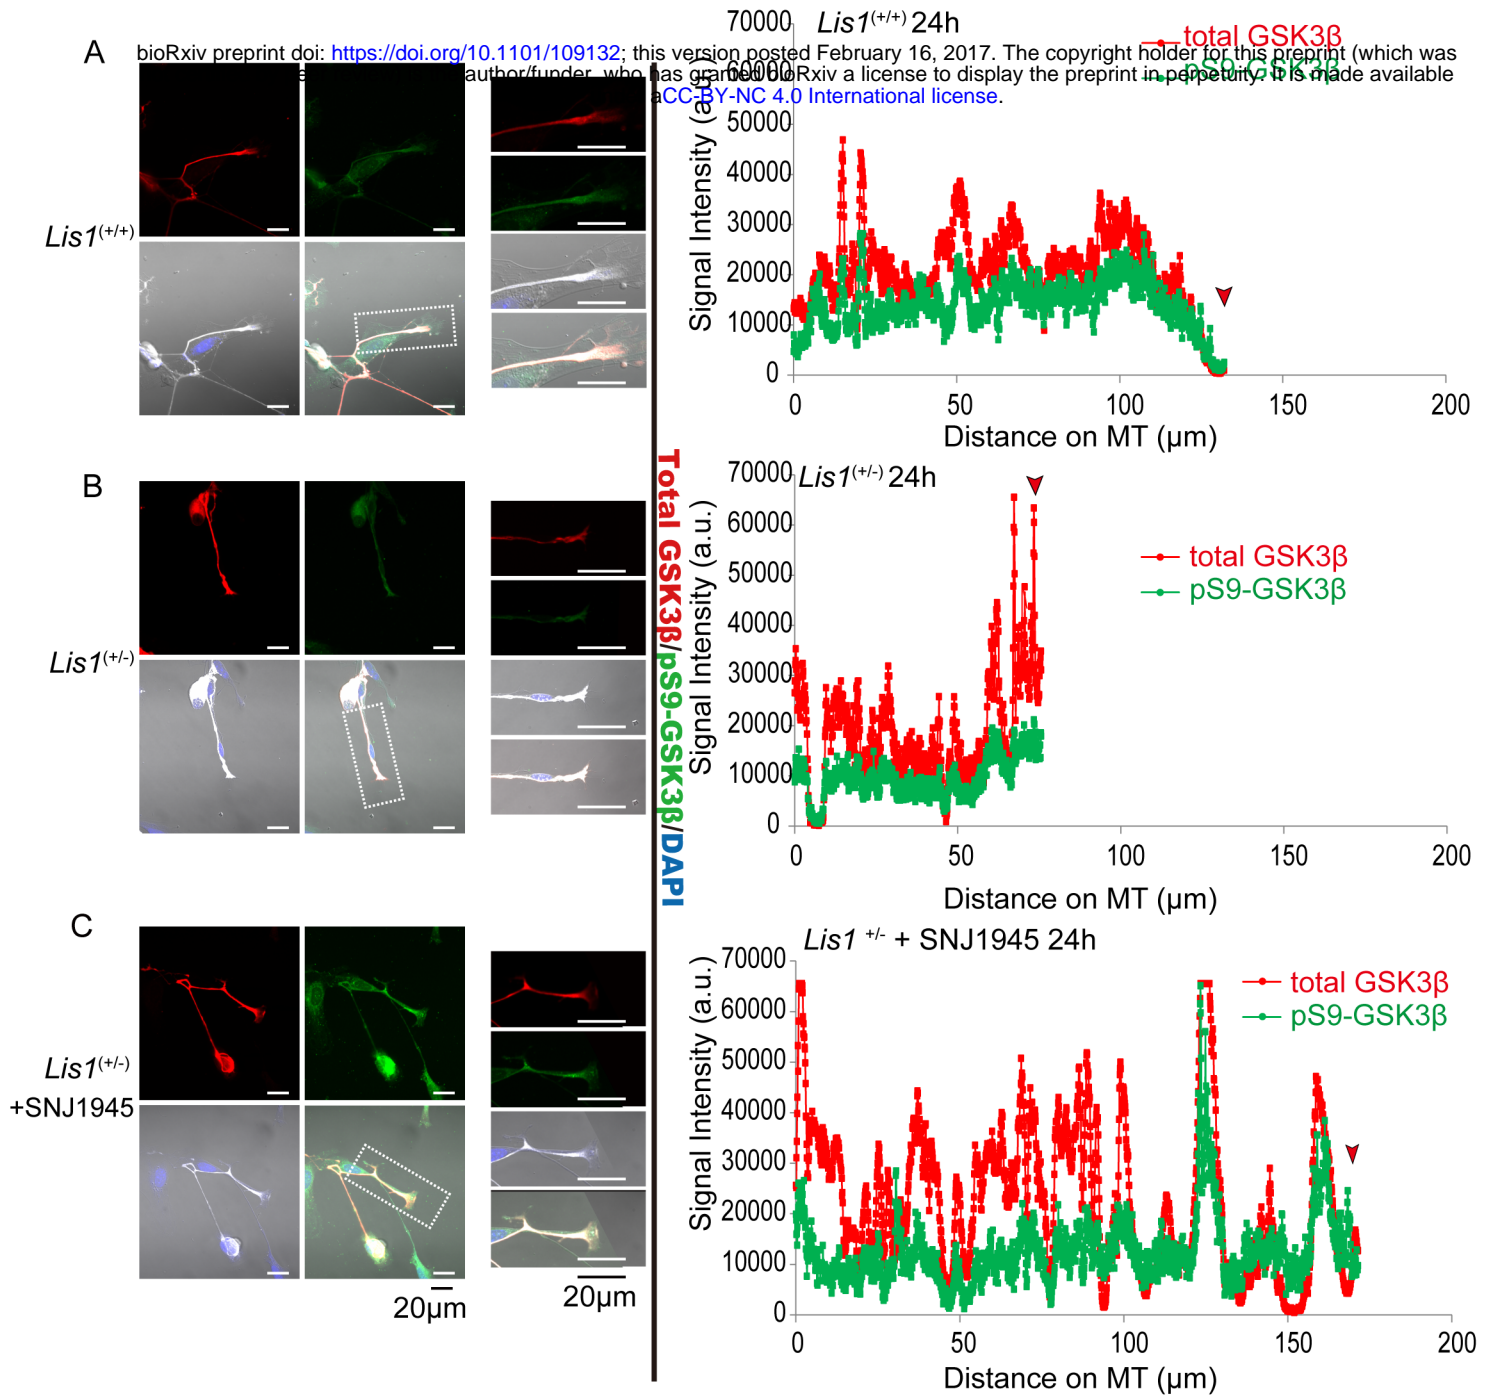 A
bioRxiv preprint doi: https://doi.org/10.1101/109132; this version posted February 16, 2017. The copyright holder for this preprint (which was
author/funder, who has granted bioRxiv a license to display the preprint in perpetuity. It is made available
aCC-BY-NC 4.0 International license.
Lis1(+/+)
Lis1(+/+) 24h
total GSK3β
pS9-GSK3β
Signal Intensity (a.u.)
70000
60000
50000
40000
30000
20000
10000
0
0 50 100 150 200
Distance on MT (μm)
B
Lis1(+/-)
Lis1(+/-) 24h
total GSK3β
pS9-GSK3β
Signal Intensity (a.u.)
70000
60000
50000
40000
30000
20000
10000
0
0 50 100 150 200
Distance on MT (μm)
Total GSK3β/pS9-GSK3β/DAPI
C
Lis1(+/-)
+SNJ1945
20μm
20μm
Lis1 +/- + SNJ1945 24h
total GSK3β
pS9-GSK3β
Signal Intensity (a.u.)
70000
60000
50000
40000
30000
20000
10000
0
0 50 100 150 200
Distance on MT (μm)